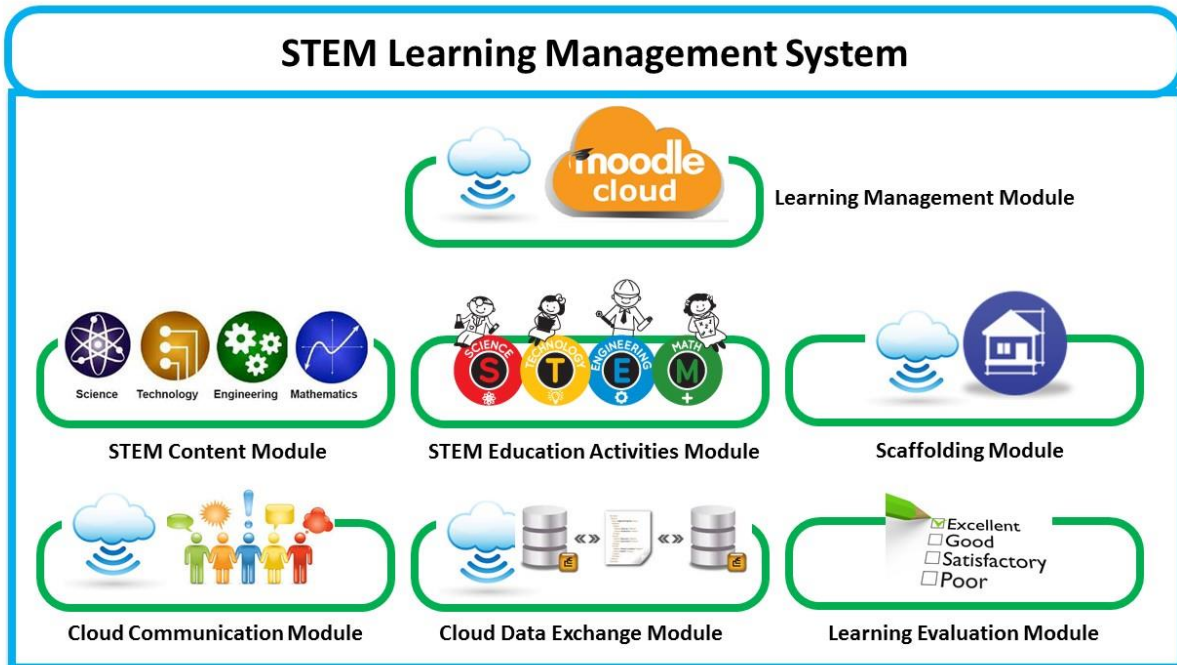 STEM Learning Management System
moodle
cloud
Learning Management Module
Science Technology Engineering Mathematics
SCIENCE TECHNOLOGY ENGINEERING MATH
S T E M
STEM Content Module
STEM Education Activities Module
Scaffolding Module
Excellent
Good
Satisfactory
Poor
Cloud Communication Module
Cloud Data Exchange Module
Learning Evaluation Module